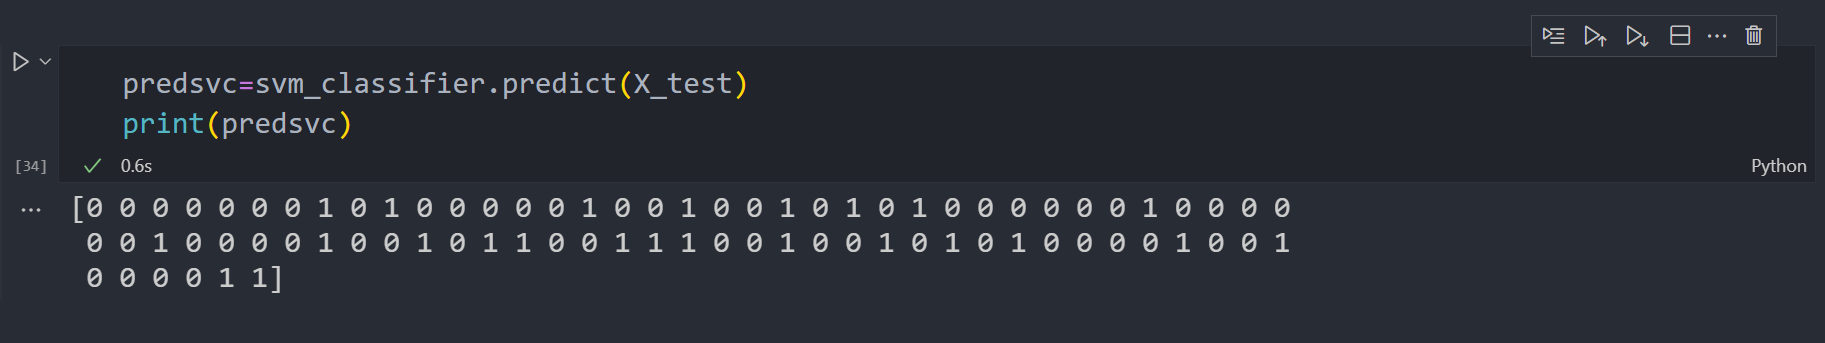 predsvc=svm_classifier.predict(X_test)
print(predsvc)
[34]
0.6s
Python
[0 0 0 0 0 0 0 1 0 1 0 0 0 0 0 1 0 0 1 0 0 1 0 1 0 1 0 0 0 0 0 0 1 0 0 0 0
0 0 1 0 0 0 0 1 0 0 1 0 1 1 0 0 1 1 1 0 0 1 0 0 1 0 1 0 1 0 0 0 0 1 0 0 1
0 0 0 0 1 1]